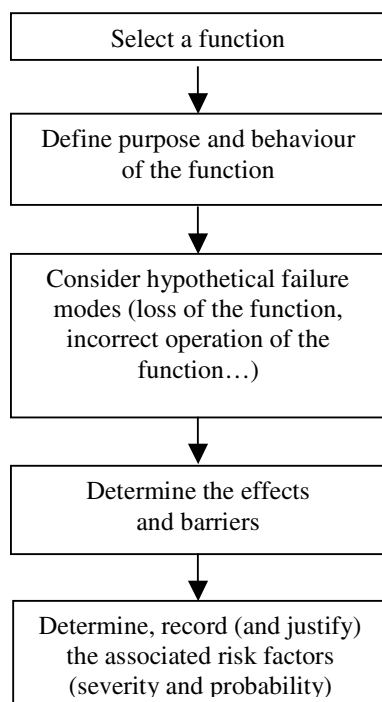 Select a function
Define purpose and behaviour
of the function
Consider hypothetical failure
modes (loss of the function,
incorrect operation of the
function…)
Determine the effects
and barriers
Determine, record (and justify)
the associated risk factors
(severity and probability)